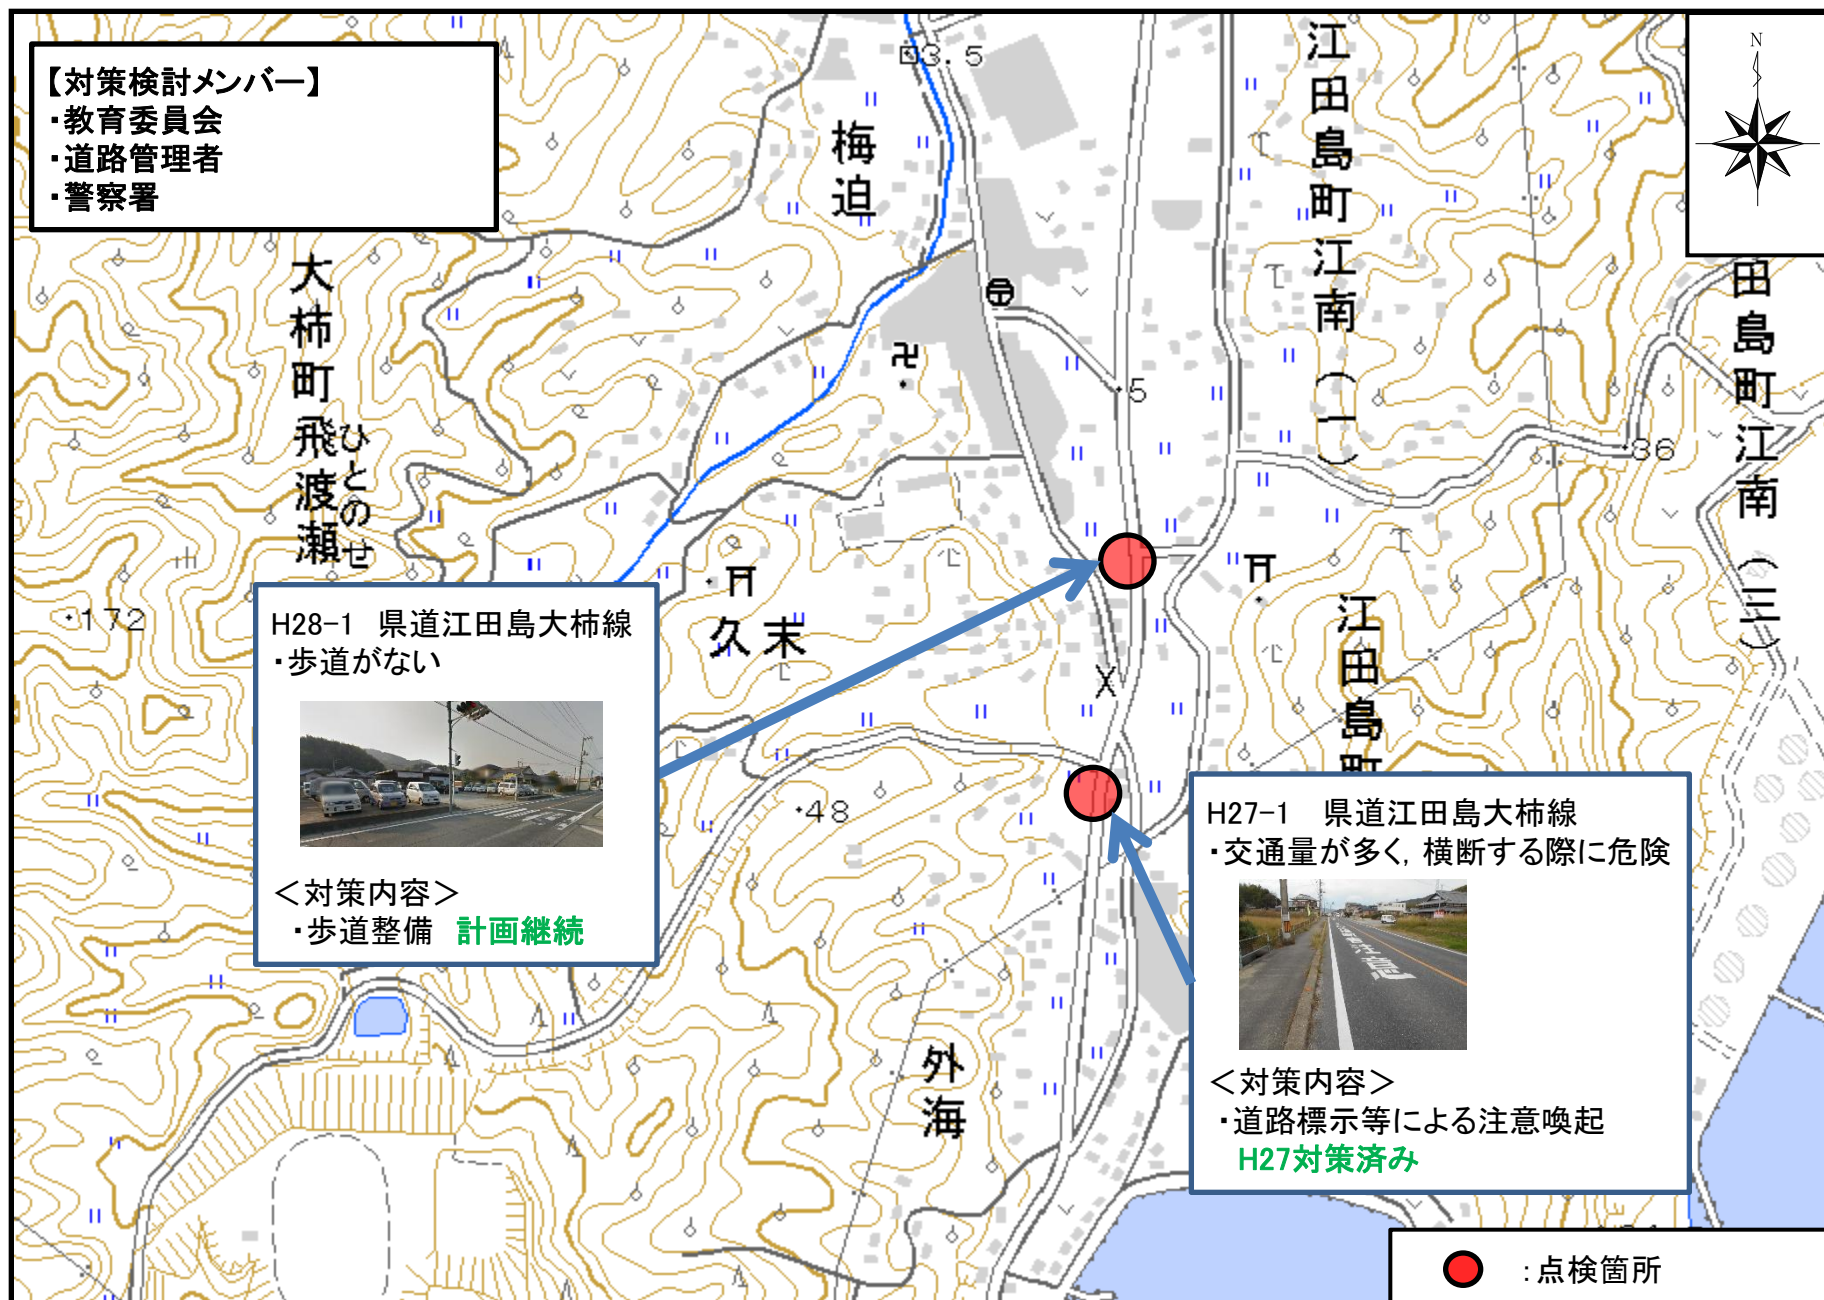 【対策検討メンバー】
・教育委員会
・道路管理者
・警察署
N
3.5
梅迫
江田島町江南(一)
田島町江南(三)
大柿町飛渡瀬
ひとのせ
5
36
172
久末
江田島町
48
外海
H28-1 県道江田島大柿線
・歩道がない
＜対策内容＞
・歩道整備 計画継続
H27-1 県道江田島大柿線
・交通量が多く, 横断する際に危険
＜対策内容＞
・道路標示等による注意喚起
H27対策済み
:点検箇所